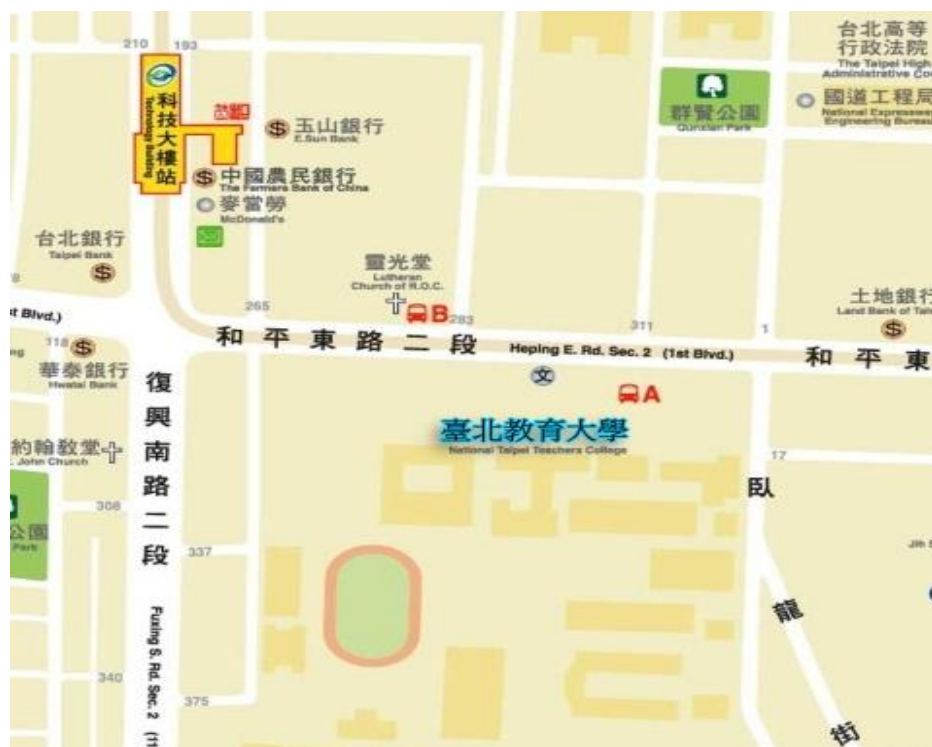 210 193
科技大樓站
Technology Building
玉山銀行
E.Sun Bank
中國農民銀行
The Farmers Bank of China
麥當勞
McDonald's
台北高等
行政法院
The Taipei High
Administrative Cou
國道工程局
National Expressway
Engineering Bureau
群賢公園
Qunxian Park
台北銀行
Taipei Bank
靈光堂
Lutheran
Church of R.O.C.
B
265
283
311
1
土地銀行
Land Bank of Tai
st Blvd.)
118
和平東路二段
Heping E. Rd. Sec. 2 (1st Blvd.)
和平東
華泰銀行
Hwatai Bank
文
A
臺北教育大學
National Taipei Teachers College
約翰教堂
John Church
復興南路二段
Fuxing S. Rd. Sec. 2 (11
308
公園
Park
337
340
375
17
臥龍街
Jih S